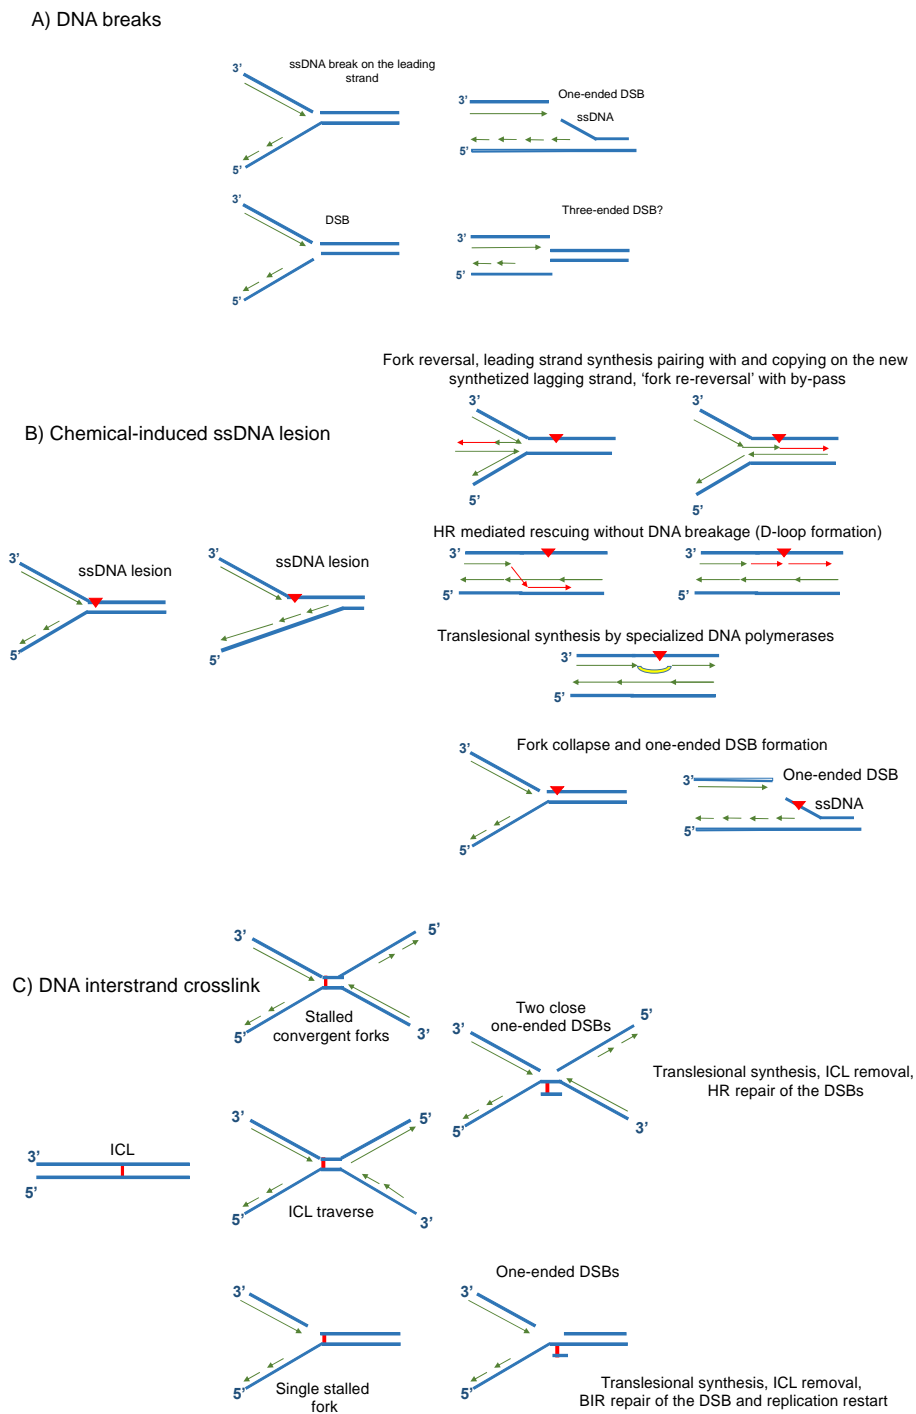 A) DNA breaks
3’
ssDNA break on the leading
strand
5’
3’
One-ended DSB
ssDNA
5’
3’
DSB
5’
Three-ended DSB?
3’
5’
Fork reversal, leading strand synthesis pairing with and copying on the new
synthetized lagging strand, ‘fork re-reversal’ with by-pass
3’
5’
3’
5’
B) Chemical-induced ssDNA lesion
3’
ssDNA lesion
5’
3’
ssDNA lesion
5’
HR mediated rescuing without DNA breakage (D-loop formation)
3’
5’
3’
5’
Translesional synthesis by specialized DNA polymerases
3’
5’
Fork collapse and one-ended DSB formation
3’
5’
3’
One-ended DSB
ssDNA
5’
C) DNA interstrand crosslink
3’
5’
5’
3’
Stalled
convergent forks
Two close
one-ended DSBs
3’
5’
5’
3’
Translesional synthesis, ICL removal,
HR repair of the DSBs
3’
ICL
5’
3’
5’
5’
3’
ICL traverse
3’
5’
Single stalled
fork
One-ended DSBs
3’
5’
Translesional synthesis, ICL removal,
BIR repair of the DSB and replication restart